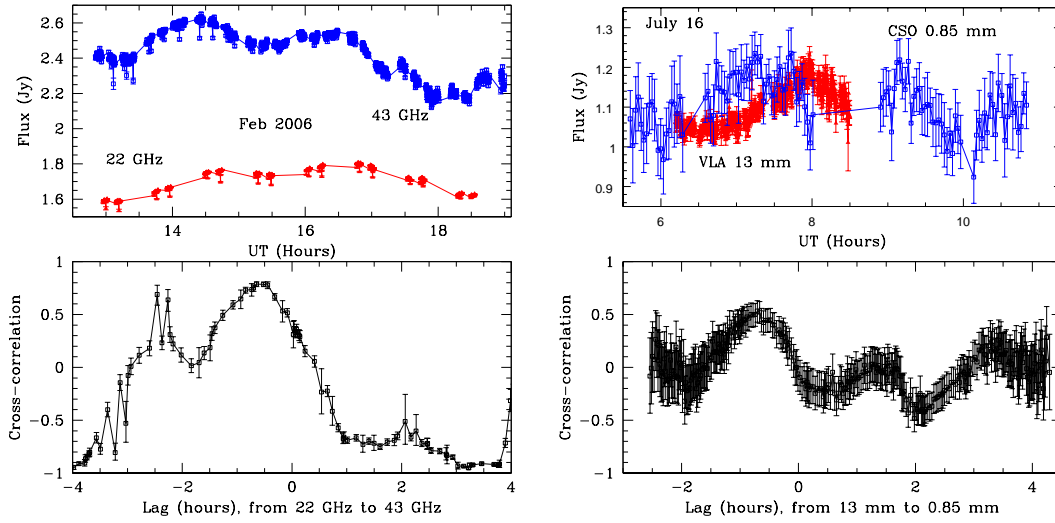 2.6
2.4
2.2
2
1.8
1.6
Flux (Jy)
Feb 2006
43 GHz
22 GHz
14
16
18
UT (Hours)
1.3
1.2
1.1
1
0.9
Flux (Jy)
July 16
CSO 0.85 mm
VLA 13 mm
6
8
10
UT (Hours)
1
0.5
0
−0.5
−1
Cross−correlation
−4
−2
0
2
4
Lag (hours), from 22 GHz to 43 GHz
1
0.5
0
−0.5
−1
Cross−correlation
−2
0
2
4
Lag (hours), from 13 mm to 0.85 mm